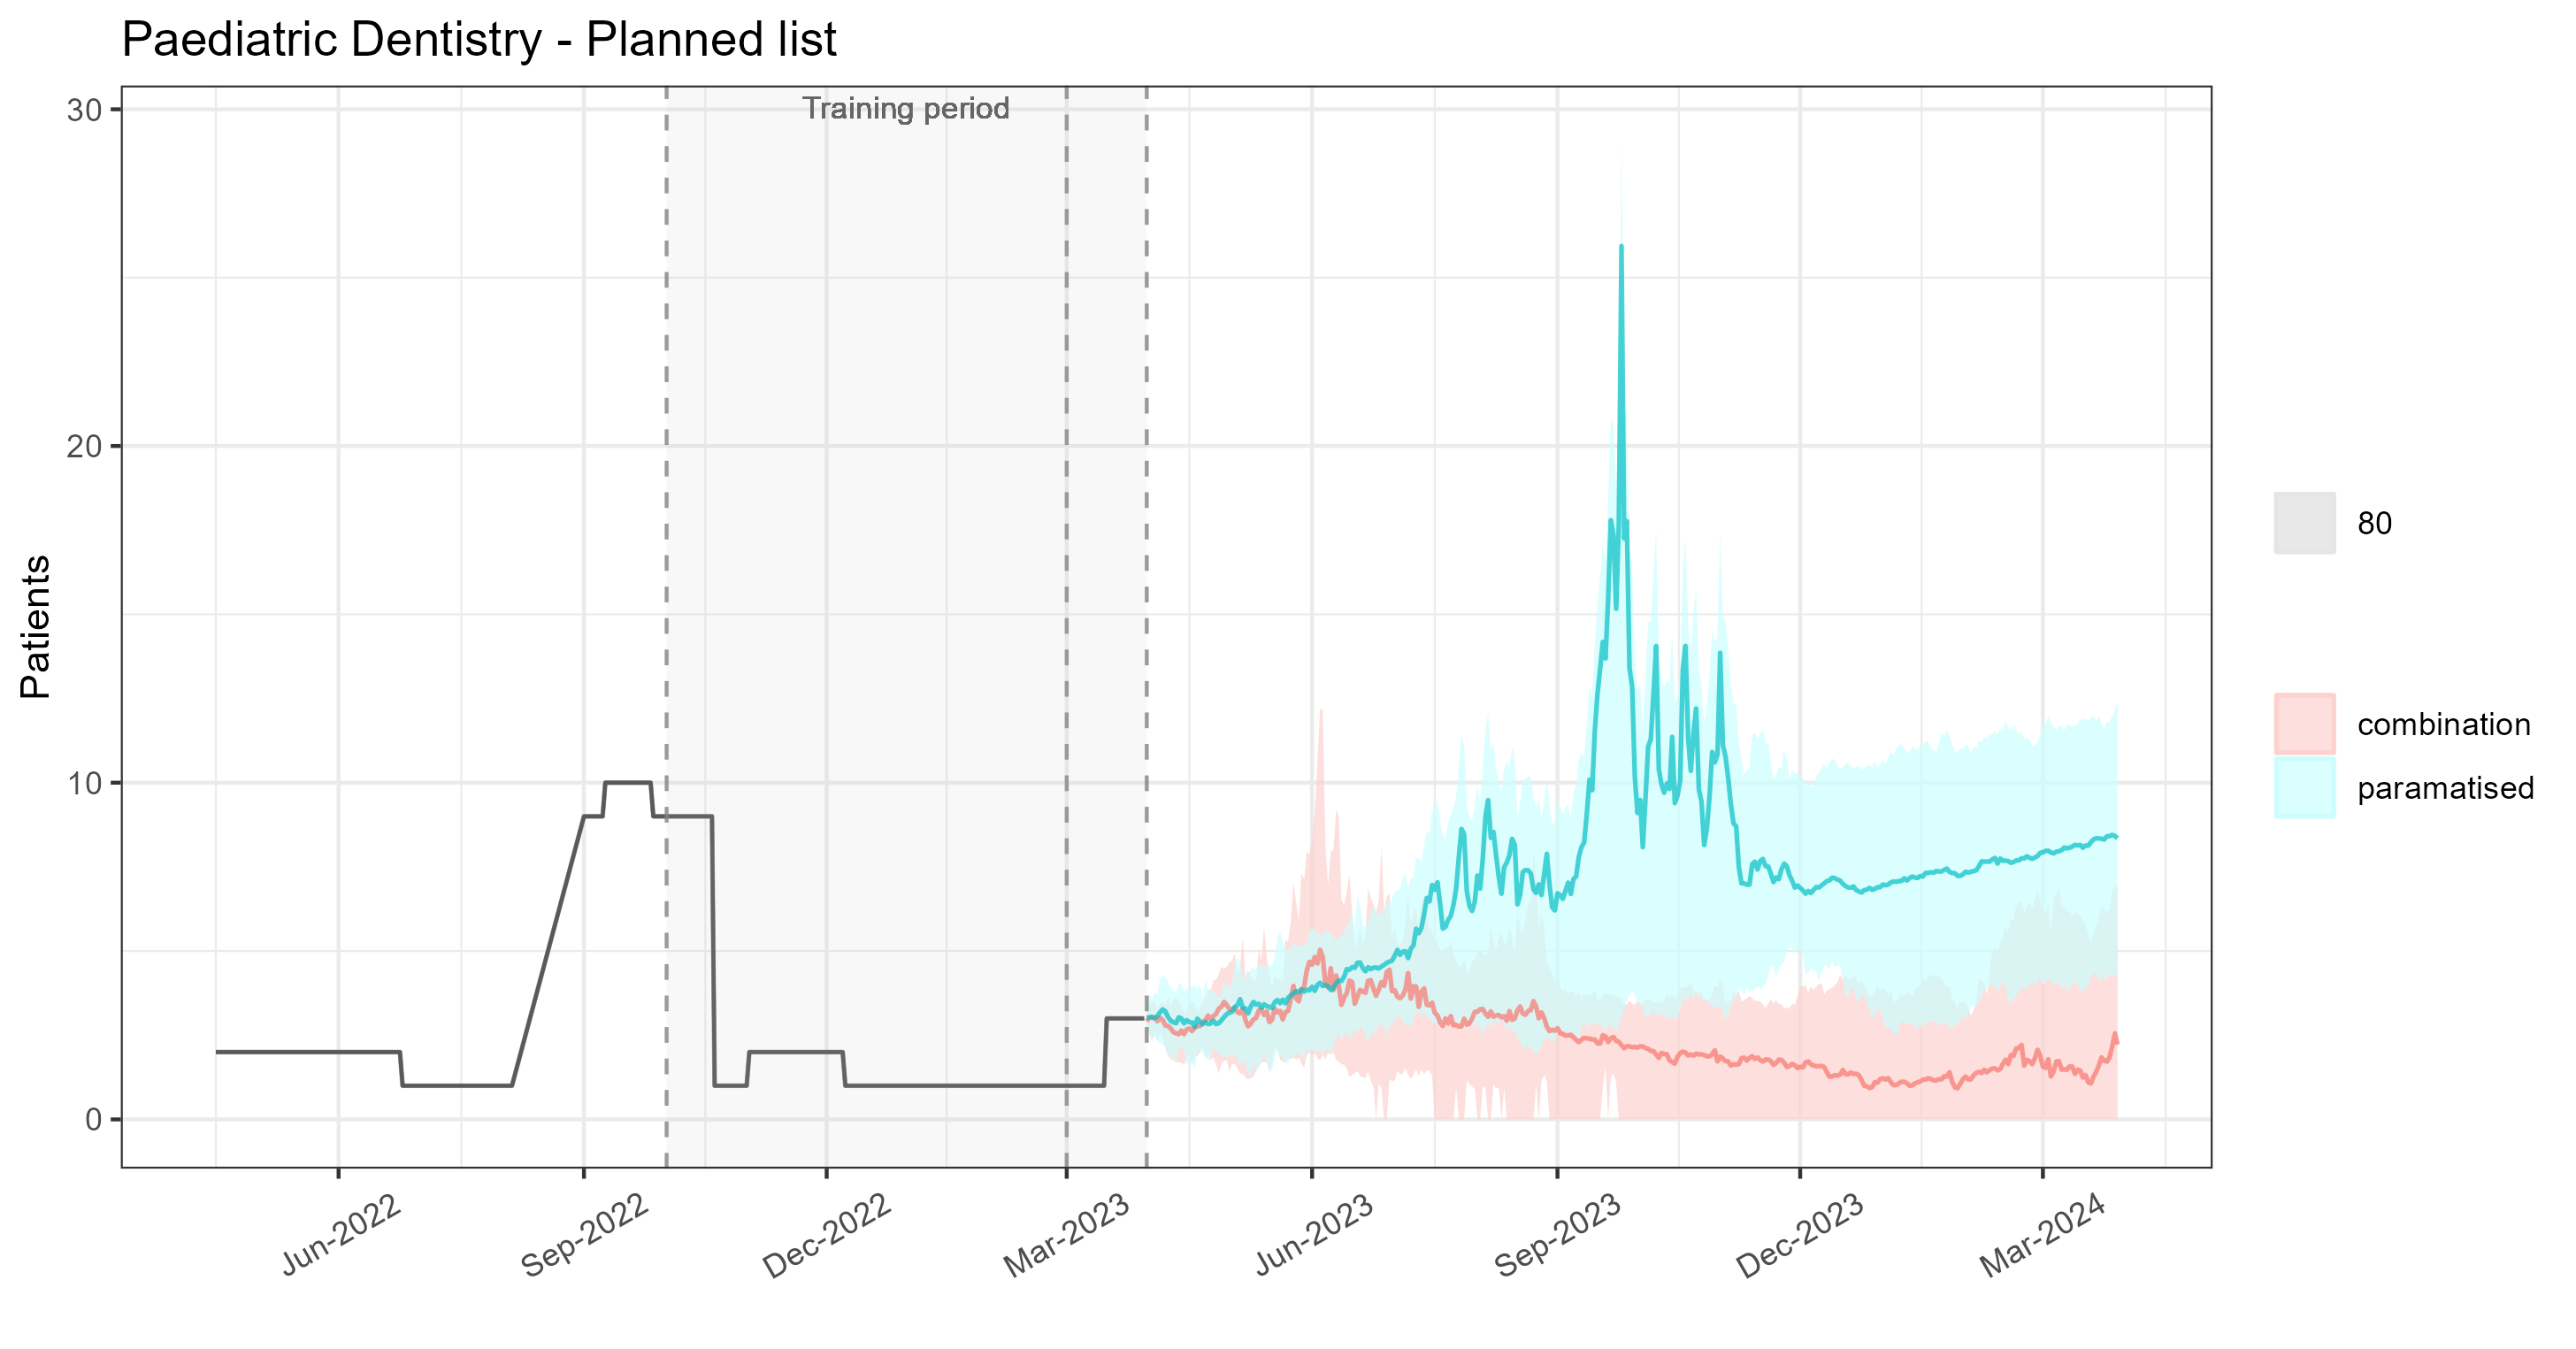 Paediatric Dentistry - Planned list
Training period
30
20
10
0
Patients
Jun-2022
Sep-2022
Dec-2022
Mar-2023
Jun-2023
Sep-2023
Dec-2023
Mar-2024
80
combination
paramatised